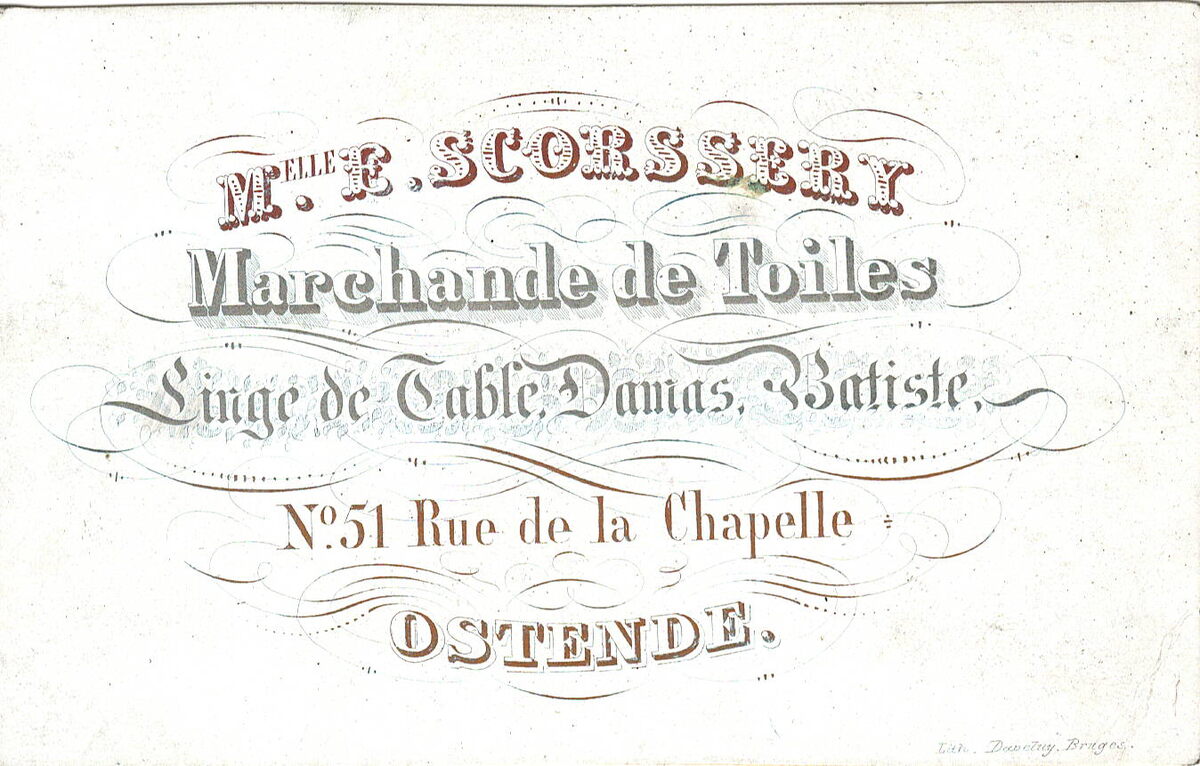 M.ELLE E. SCORSSERY
Marchande de Toiles
Linge de Table, Damas, Batiste,
No. 51 Rue de la Chapelle
OSTENDE.
Lith. Daveluy, Bruges.